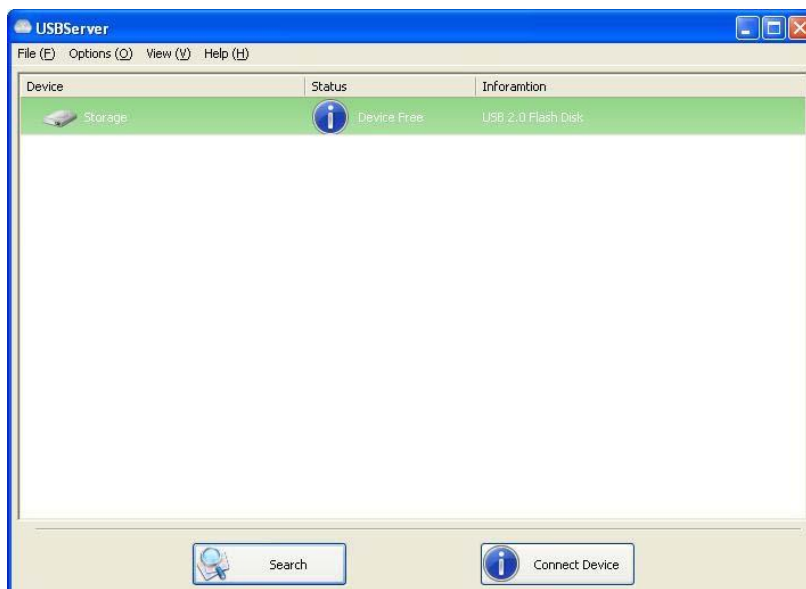 USBServer
File (F) Options (O) View (V) Help (H)
Device Status Inforamtion
Storage Device Free USB 2.0 Flash Disk
Search Connect Device